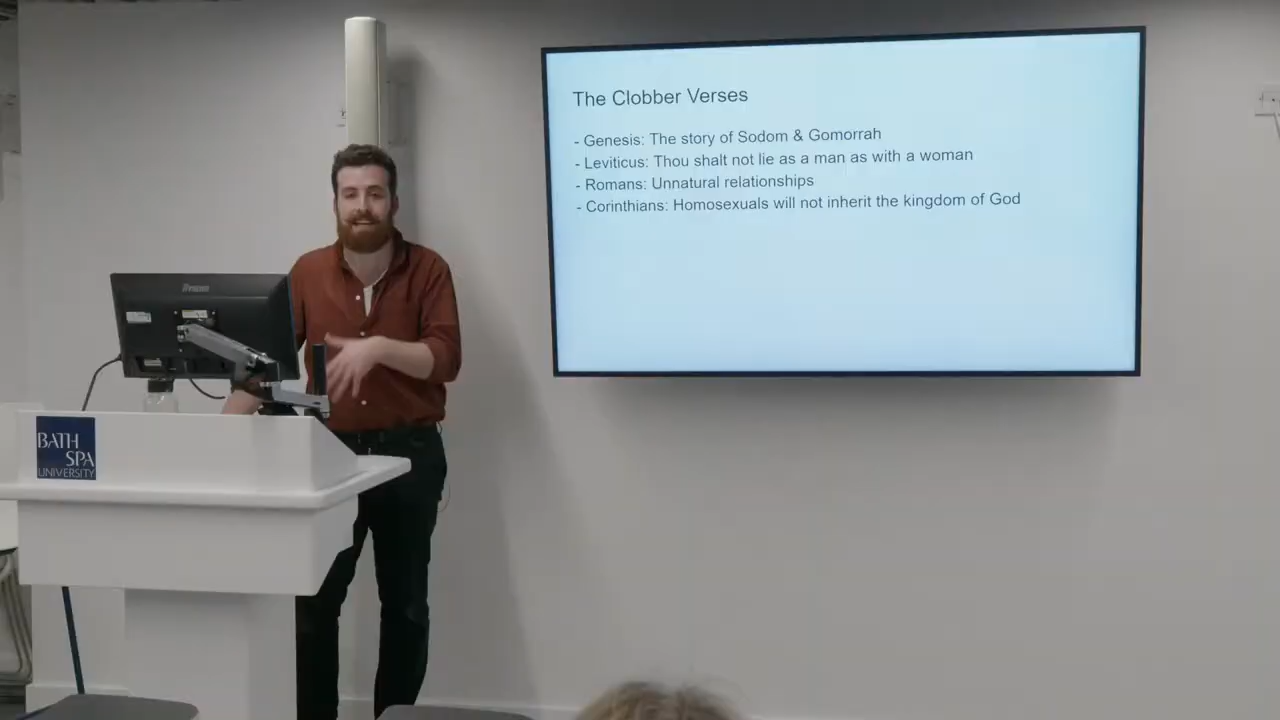 The Clobber Verses
- Genesis: The story of Sodom & Gomorrah
- Leviticus: Thou shalt not lie as a man as with a woman
- Romans: Unnatural relationships
- Corinthians: Homosexuals will not inherit the kingdom of God
iiyama
BATH
SPA
UNIVERSITY